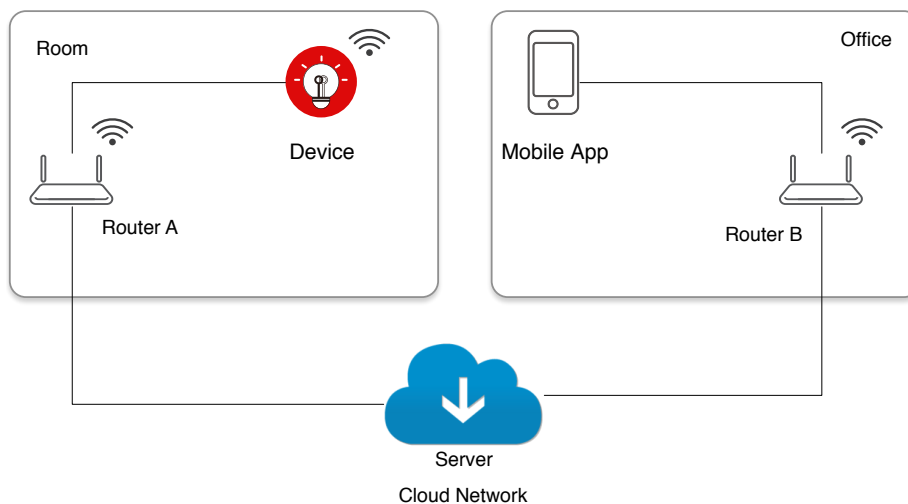 Room
Office
Device
Mobile App
Router A
Router B
Server
Cloud Network